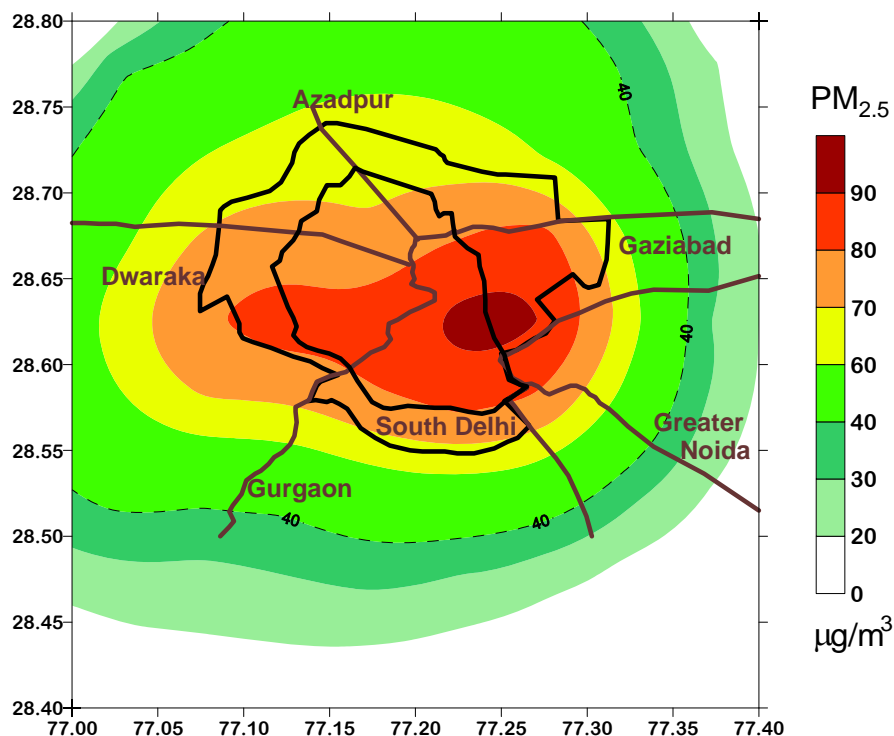 28.80
28.75
28.70
28.65
28.60
28.55
28.50
28.45
28.40
77.00 77.05 77.10 77.15 77.20 77.25 77.30 77.35 77.40
Azadpur
Dwaraka
Gaziabad
South Delhi
Greater
Noida
Gurgaon
40
40
40
40
PM2.5
90
80
70
60
40
30
20
0
μg/m3